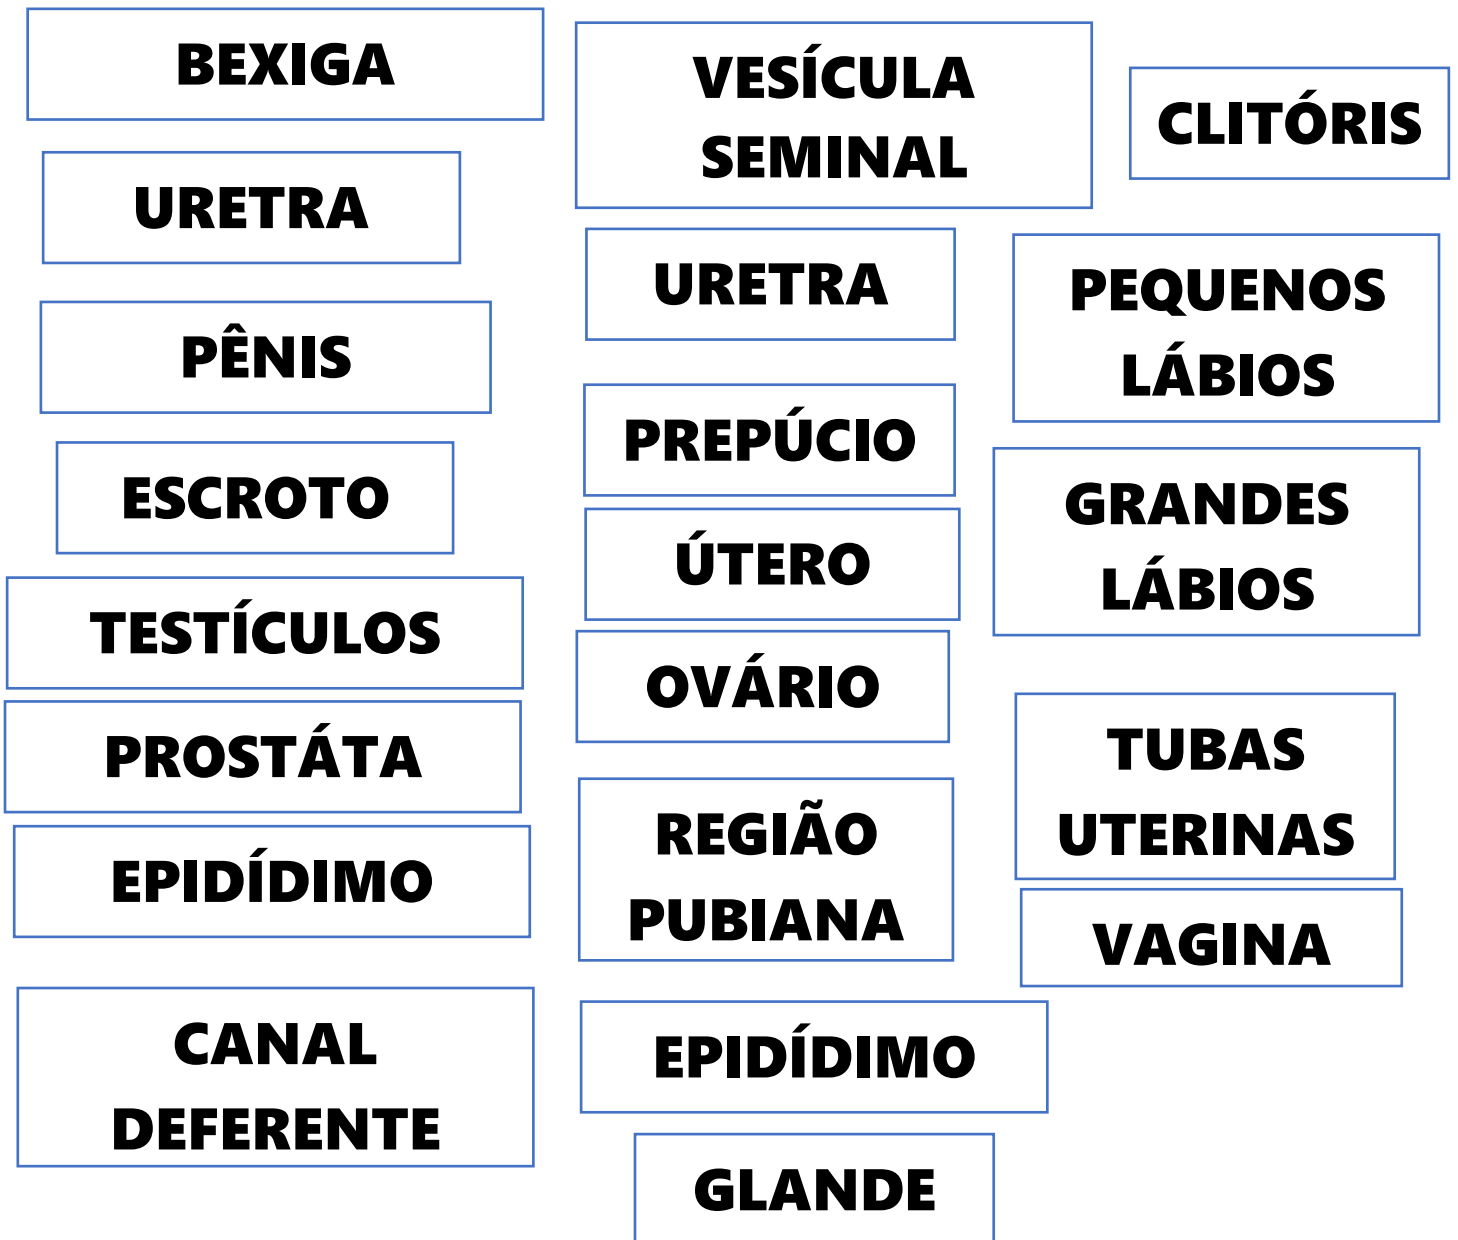 BEXIGA
URETRA
PÊNIS
ESCROTO
TESTÍCULOS
PROSTÁTA
EPIDÍDIMO
CANAL
DEFERENTE
VESÍCULA
SEMINAL
URETRA
PREPÚCIO
ÚTERO
OVÁRIO
REGIÃO
PUBIANA
EPIDÍDIMO
GLANDE
CLITÓRIS
PEQUENOS
LÁBIOS
GRANDES
LÁBIOS
TUBAS
UTERINAS
VAGINA